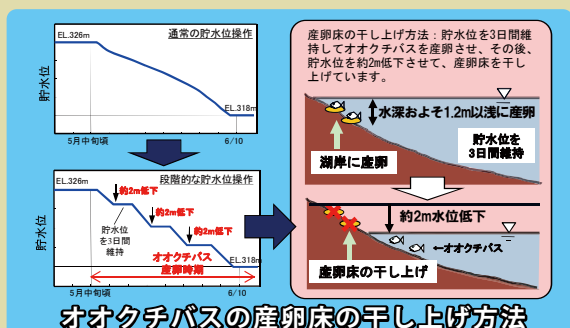 通常の貯水位操作
EL.326m
貯水位
EL.318m
5月中旬頃
6/10
段階的な貯水位操作
EL.326m
約2m低下
約2m低下
約2m低下
貯水位
を3日間
維持
貯水位
オオクチバス
産卵時期
EL.318m
5月中旬頃
6/10
産卵床の干し上げ方法：貯水位を3日間維
持してオオクチバスを産卵させ、その後、
貯水位を約2m低下させて、産卵床を干し
上げています。
水深およそ1.2m以浅に産卵
貯水位を
3日間維持
湖岸に産卵
約2m水位低下
←オオクチバス
産卵床の干し上げ
オオクチバスの産卵床の干し上げ方法